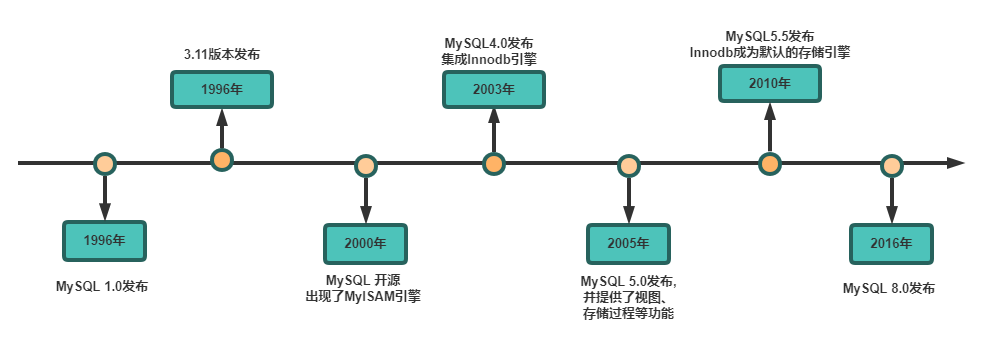 3.11版本发布
1996年
MySQL4.0发布
集成Innodb引擎
2003年
MySQL5.5发布
Innodb成为默认的存储引擎
2010年
1996年
MySQL 1.0发布
2000年
MySQL 开源
出现了MyISAM引擎
2005年
MySQL 5.0发布,
并提供了视图、
存储过程等功能
2016年
MySQL 8.0发布